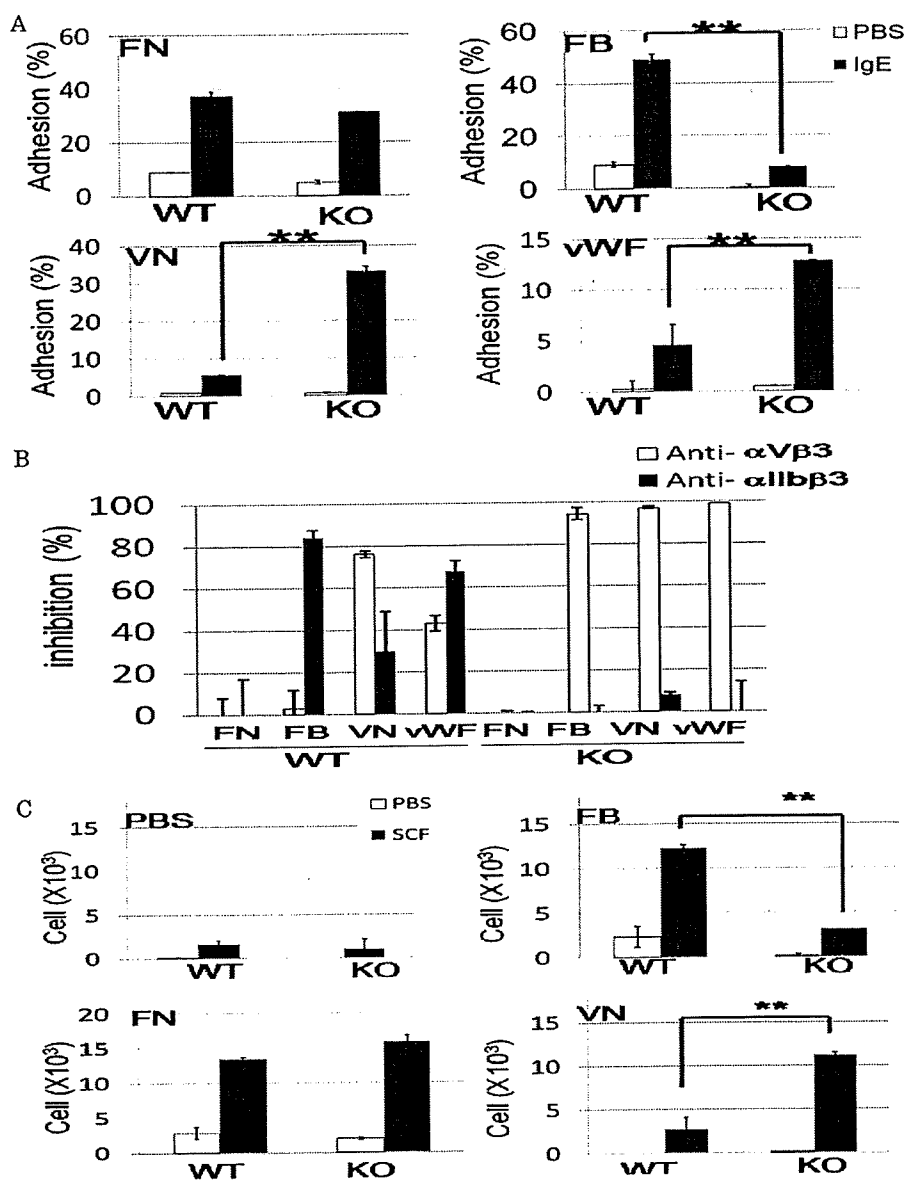 A
FN
Adhesion (%)
60
40
20
0
WT
KO
FB
**
PBS
IgE
Adhesion (%)
60
40
20
0
WT
KO
VN
**
Adhesion (%)
40
30
20
10
0
WT
KO
vWF
**
Adhesion (%)
15
10
5
0
WT
KO
B
Anti- αVβ3
Anti- αIIbβ3
inhibition (%)
100
80
60
40
20
0
FN FB VN vWF FN FB VN vWF
WT KO
C
PBS
PBS
SCF
Cell (X10³)
15
10
5
0
WT
KO
FB
**
Cell (X10³)
15
10
5
0
WT
KO
FN
Cell (X10³)
20
15
10
5
0
WT
KO
VN
**
Cell (X10³)
15
10
5
0
WT
KO